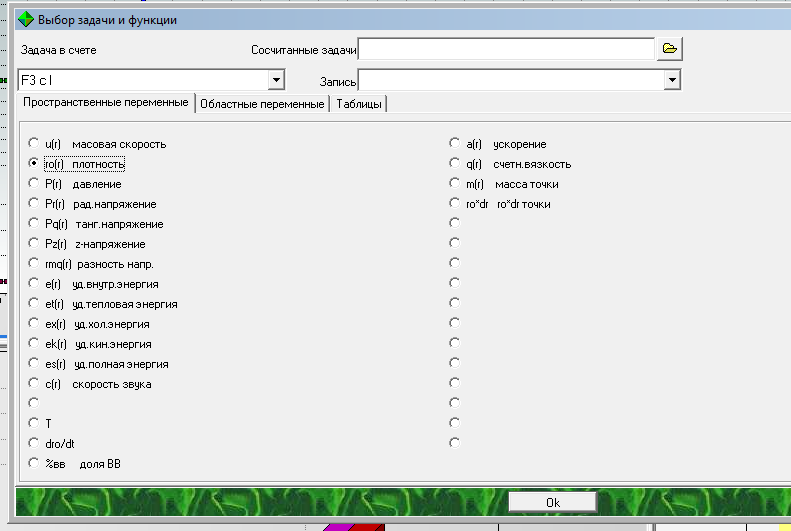 Выбор задачи и функции
Задача в счете
Сосчитанные задачи
F3 c l
Запись
Пространственные переменные
Областные переменные
Таблицы
u(r) массовая скорость
ro(r) плотность
P(r) давление
Pr(r) рад.напряжение
Pq(r) танг.напряжение
Pz(r) z-напряжение
rmq(r) разность напр.
e(r) уд.внутр.энергия
et(r) уд.тепловая энергия
ex(r) уд.хол.энергия
ek(r) уд.кин.энергия
es(r) уд.полная энергия
c(r) скорость звука
T
dro/dt
%вв доля ВВ
a(r) ускорение
q(r) счетн.вязкость
m(r) масса точки
ro*dr ro*dr точки
Ok